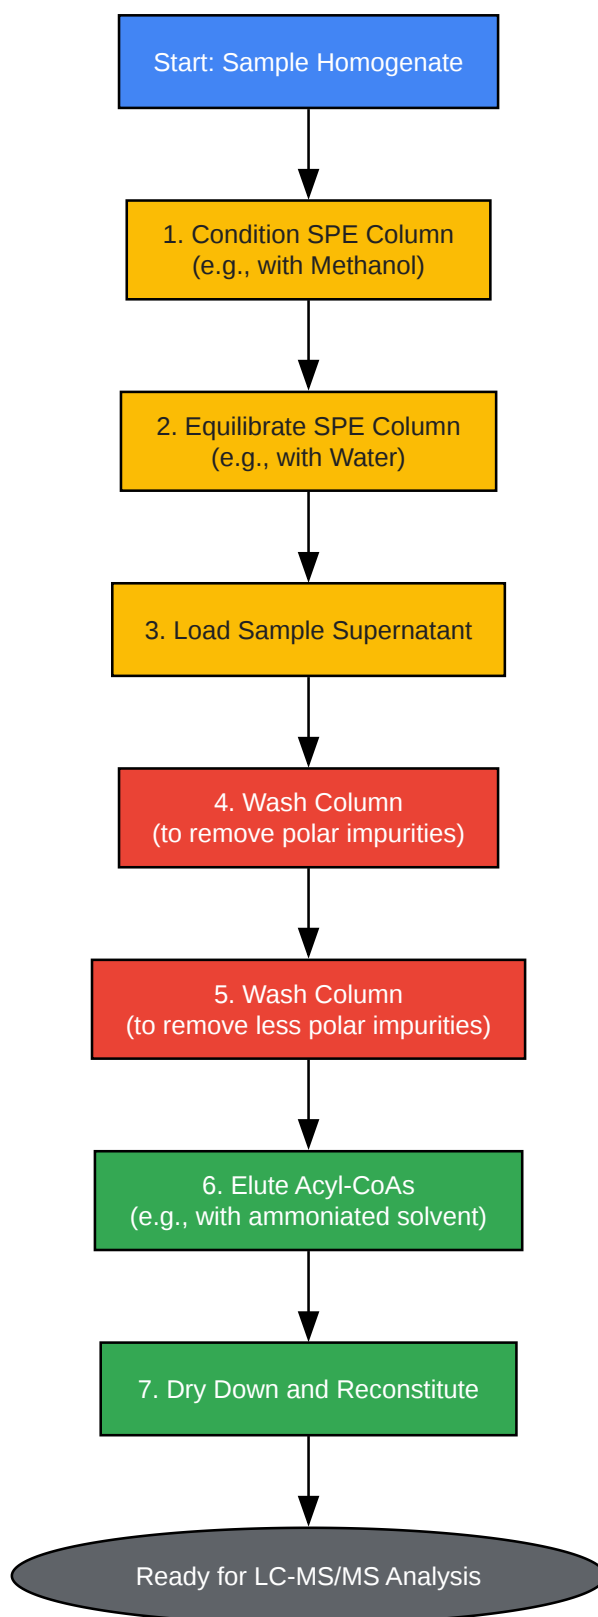 Start: Sample Homogenate
1. Condition SPE Column
(e.g., with Methanol)
2. Equilibrate SPE Column
(e.g., with Water)
3. Load Sample Supernatant
4. Wash Column
(to remove polar impurities)
5. Wash Column
(to remove less polar impurities)
6. Elute Acyl-CoAs
(e.g., with ammoniated solvent)
7. Dry Down and Reconstitute
Ready for LC-MS/MS Analysis